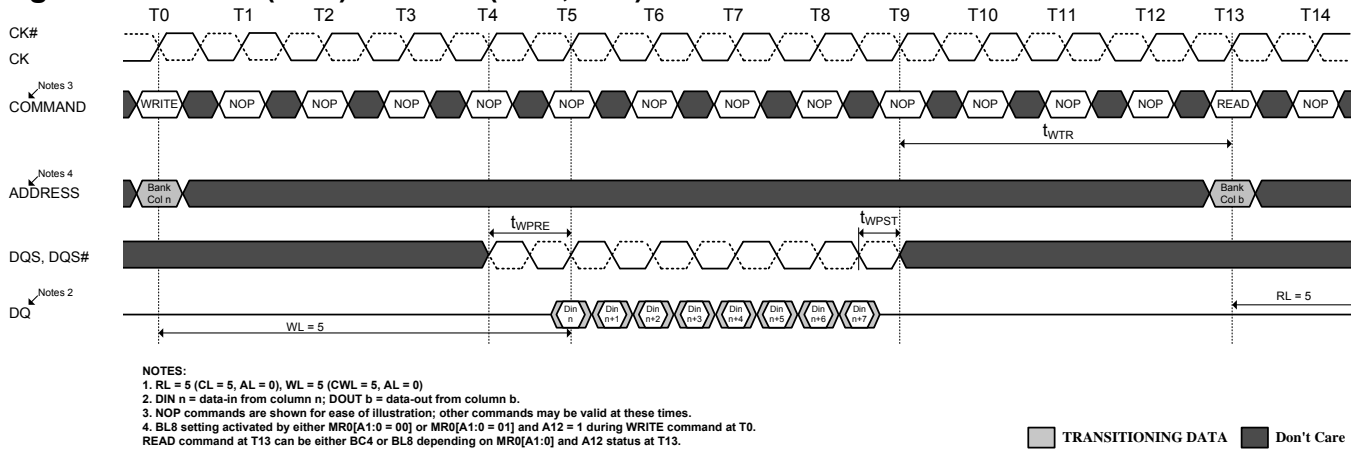 T0 T1 T2 T3 T4 T5 T6 T7 T8 T9 T10 T11 T12 T13 T14
CK#
CK
Notes 3
COMMAND
WRITE NOP NOP NOP NOP NOP NOP NOP NOP NOP NOP NOP NOP READ NOP
tWTR
Notes 4
ADDRESS
Bank
Col n
Bank
Col b
tWPRE
tWPST
DQS, DQS#
Notes 2
DQ
Din
n
Din
n+1
Din
n+2
Din
n+3
Din
n+4
Din
n+5
Din
n+6
Din
n+7
RL = 5
WL = 5
NOTES:
1. RL = 5 (CL = 5, AL = 0), WL = 5 (CWL = 5, AL = 0)
2. DIN n = data-in from column n; DOUT b = data-out from column b.
3. NOP commands are shown for ease of illustration; other commands may be valid at these times.
4. BL8 setting activated by either MR0[A1:0 = 00] or MR0[A1:0 = 01] and A12 = 1 during WRITE command at T0.
READ command at T13 can be either BC4 or BL8 depending on MR0[A1:0] and A12 status at T13.
TRANSITIONING DATA Don't Care